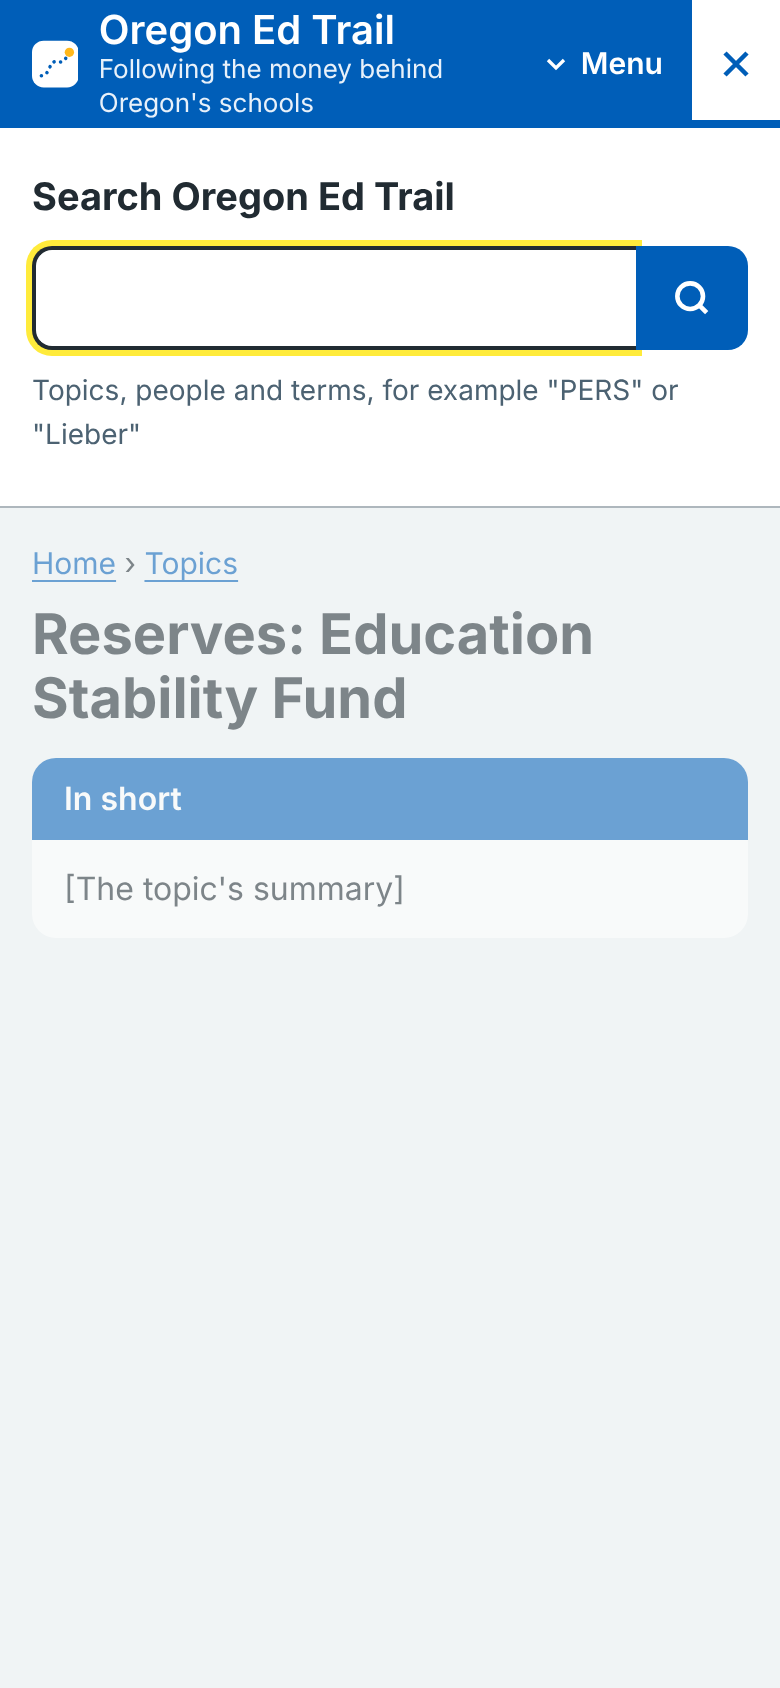 Oregon Ed Trail
Following the money behind
Oregon's schools
Menu
Search Oregon Ed Trail
Topics, people and terms, for example "PERS" or
"Lieber"
Home › Topics
Reserves: Education
Stability Fund
In short
[The topic's summary]